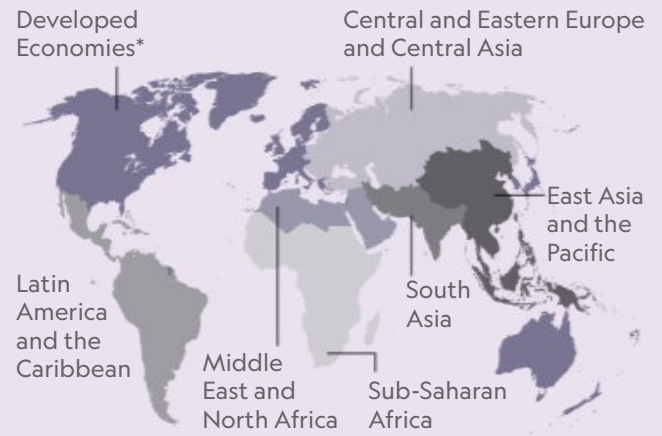 Developed
Economies*
Central and Eastern Europe
and Central Asia
East Asia
and the
Pacific
Latin
America
and the
Caribbean
South
Asia
Middle
East and
North Africa
Sub-Saharan
Africa